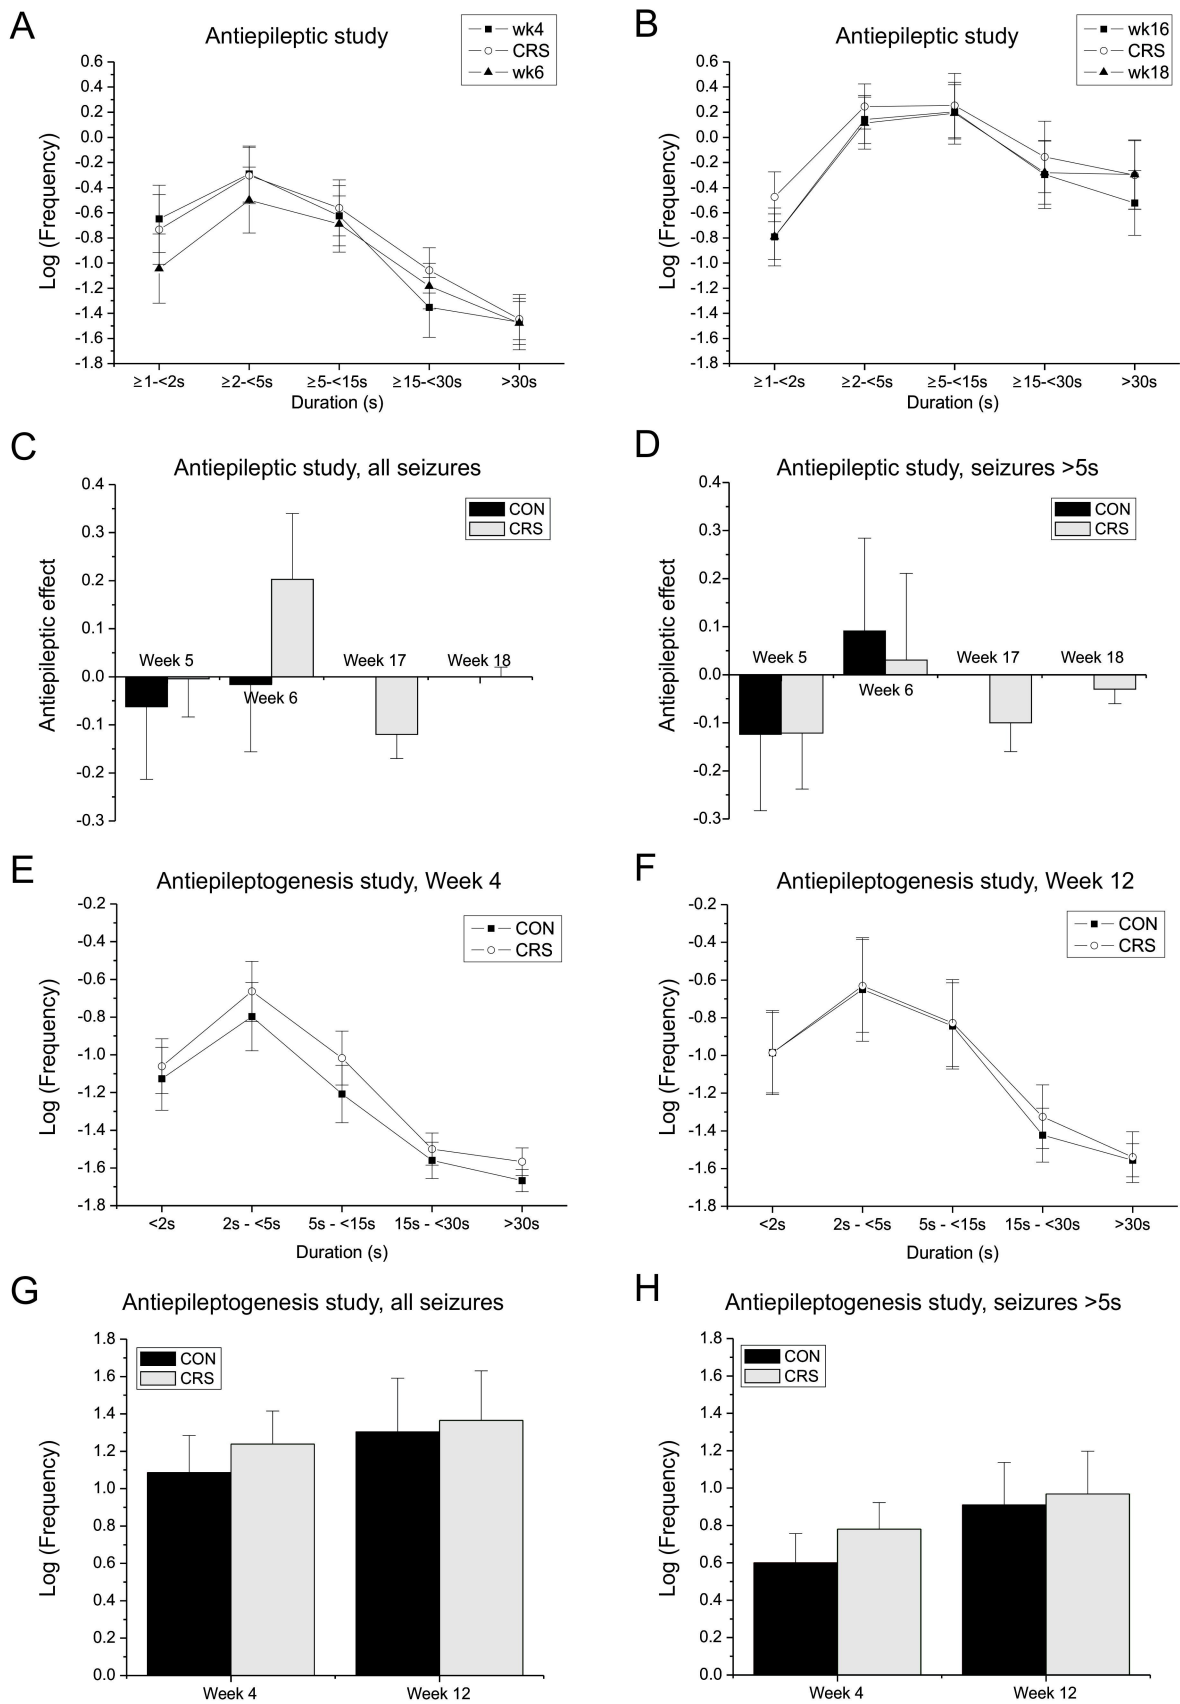 A
Antiepileptic study
wk4
CRS
wk6
Log (Frequency)
0.6
0.4
0.2
0.0
-0.2
-0.4
-0.6
-0.8
-1.0
-1.2
-1.4
-1.6
-1.8
≥1-<2s ≥2-<5s ≥5-<15s ≥15-<30s >30s
Duration (s)
B
Antiepileptic study
wk16
CRS
wk18
Log (Frequency)
0.6
0.4
0.2
0.0
-0.2
-0.4
-0.6
-0.8
-1.0
-1.2
-1.4
-1.6
-1.8
≥1-<2s ≥2-<5s ≥5-<15s ≥15-<30s >30s
Duration (s)
C
Antiepileptic study, all seizures
CON
CRS
Antiepileptic effect
0.4
0.3
0.2
0.1
0.0
-0.1
-0.2
-0.3
Week 5
Week 6
Week 17
Week 18
D
Antiepileptic study, seizures >5s
CON
CRS
Antiepileptic effect
0.4
0.3
0.2
0.1
0.0
-0.1
-0.2
-0.3
Week 5
Week 6
Week 17
Week 18
E
Antiepileptogenesis study, Week 4
CON
CRS
Log (Frequency)
-0.2
-0.4
-0.6
-0.8
-1.0
-1.2
-1.4
-1.6
-1.8
<2s 2s - <5s 5s - <15s 15s - <30s >30s
Duration (s)
F
Antiepileptogenesis study, Week 12
CON
CRS
Log (Frequency)
-0.2
-0.4
-0.6
-0.8
-1.0
-1.2
-1.4
-1.6
-1.8
<2s 2s - <5s 5s - <15s 15s - <30s >30s
Duration (s)
G
Antiepileptogenesis study, all seizures
CON
CRS
Log (Frequency)
1.8
1.6
1.4
1.2
1.0
0.8
0.6
0.4
0.2
0.0
Week 4 Week 12
H
Antiepileptogenesis study, seizures >5s
CON
CRS
Log (Frequency)
1.8
1.6
1.4
1.2
1.0
0.8
0.6
0.4
0.2
0.0
Week 4 Week 12